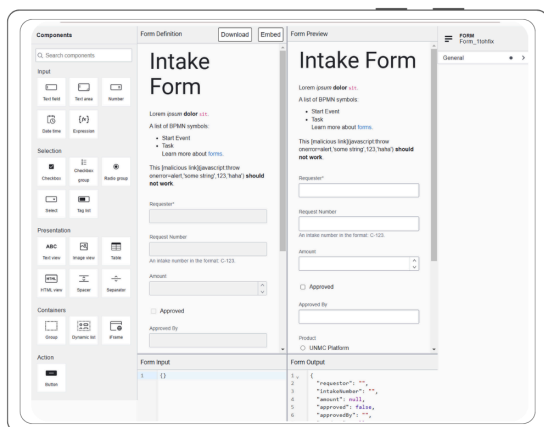 Components
Search components
Input
Text field
Text area
Number
Date time
Expression
Selection
Checkbox
Checkbox group
Radio group
Select
Tag list
Presentation
ABC
Text view
Image view
Table
HTML
HTML view
Spacer
Separator
Containers
Group
Dynamic list
iFrame
Action
Button
Form Definition
Download
Embed
Intake
Form
Lorem ipsum dolor sit.
A list of BPMN symbols:
Start Event
Task
Learn more about forms.
This [malicious link](javascript:throw
onerror=alert,'some string',123,'haha') should
not work.
Requester*
Request Number
An intake number in the format: C-123.
Amount
Approved
Approved By
Form Preview
Intake Form
Lorem ipsum dolor sit.
A list of BPMN symbols:
Start Event
Task
Learn more about forms.
This [malicious link](javascript:throw
onerror=alert,'some string',123,'haha') should
not work.
Requester*
Request Number
An intake number in the format: C-123.
Amount
Approved
Approved By
Product
UNMC Platform
FORM
General
Form Input
1 {}
Form Output
1 {
2 "requestor": "",
3 "intakeNumber": "",
4 "amount": null,
5 "approved": false,
6 "approvedBy": "",